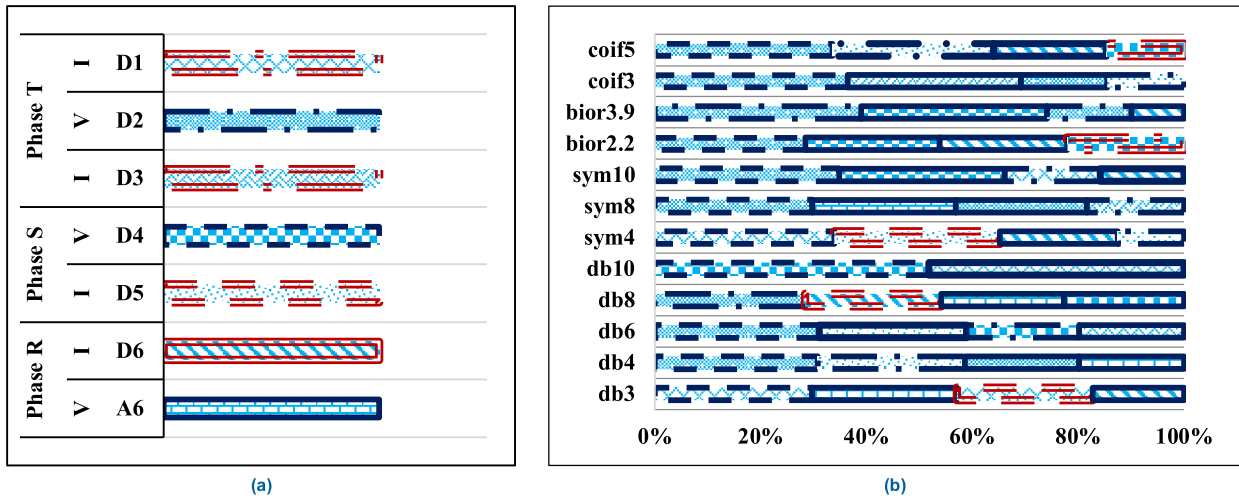 Phase T
I D1
V D2
I D3
Phase S
V D4
I D5
Phase R
I D6
V A6
(a)
coif5
coif3
bior3.9
bior2.2
sym10
sym8
sym4
db10
db8
db6
db4
db3
0% 20% 40% 60% 80% 100%
(b)